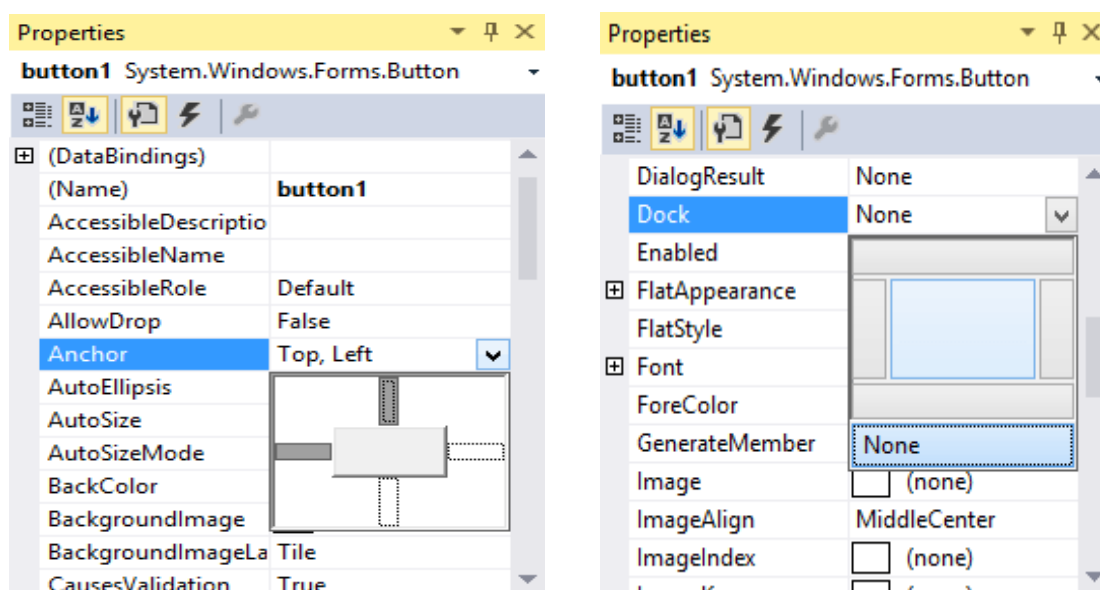 Properties
button1 System.Windows.Forms.Button
(DataBindings)
(Name) button1
AccessibleDescriptio
AccessibleName
AccessibleRole Default
AllowDrop False
Anchor Top, Left
AutoEllipsis
AutoSize
AutoSizeMode
BackColor
BackgroundImage
BackgroundImageLa Tile
CausesValidation True
Properties
button1 System.Windows.Forms.Button
DialogResult None
Dock None
Enabled
FlatAppearance
FlatStyle
Font
ForeColor
GenerateMember None
Image (none)
ImageAlign MiddleCenter
ImageIndex (none)